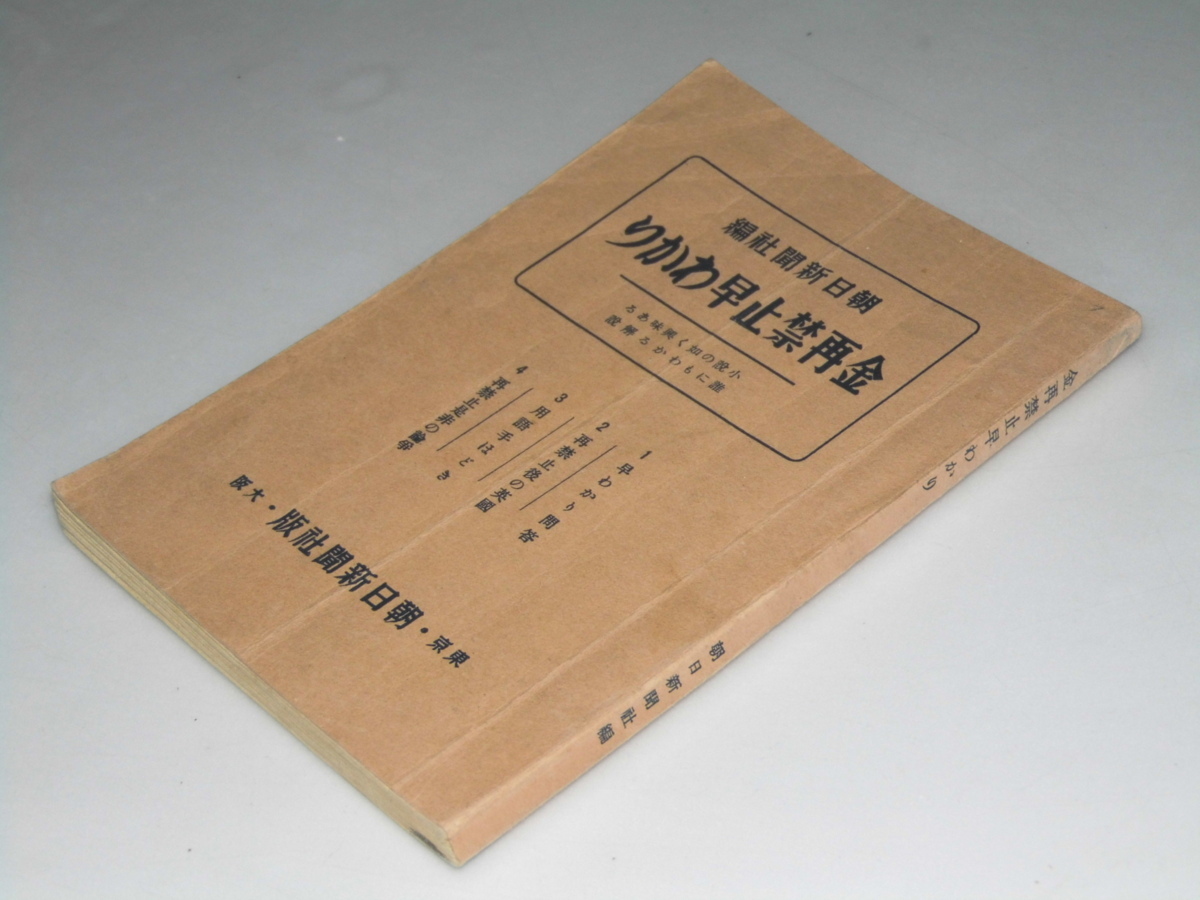 朝日新聞社編
金再禁止早わかり
小說の如く興味ある
誰にもわかる解說
1 早わかり問答
2 再禁止後の英國
3 用語手ほどき
4 再禁止是非の論爭
東京・朝日新聞社版・大阪
金再禁止早わかり
朝日新聞社編